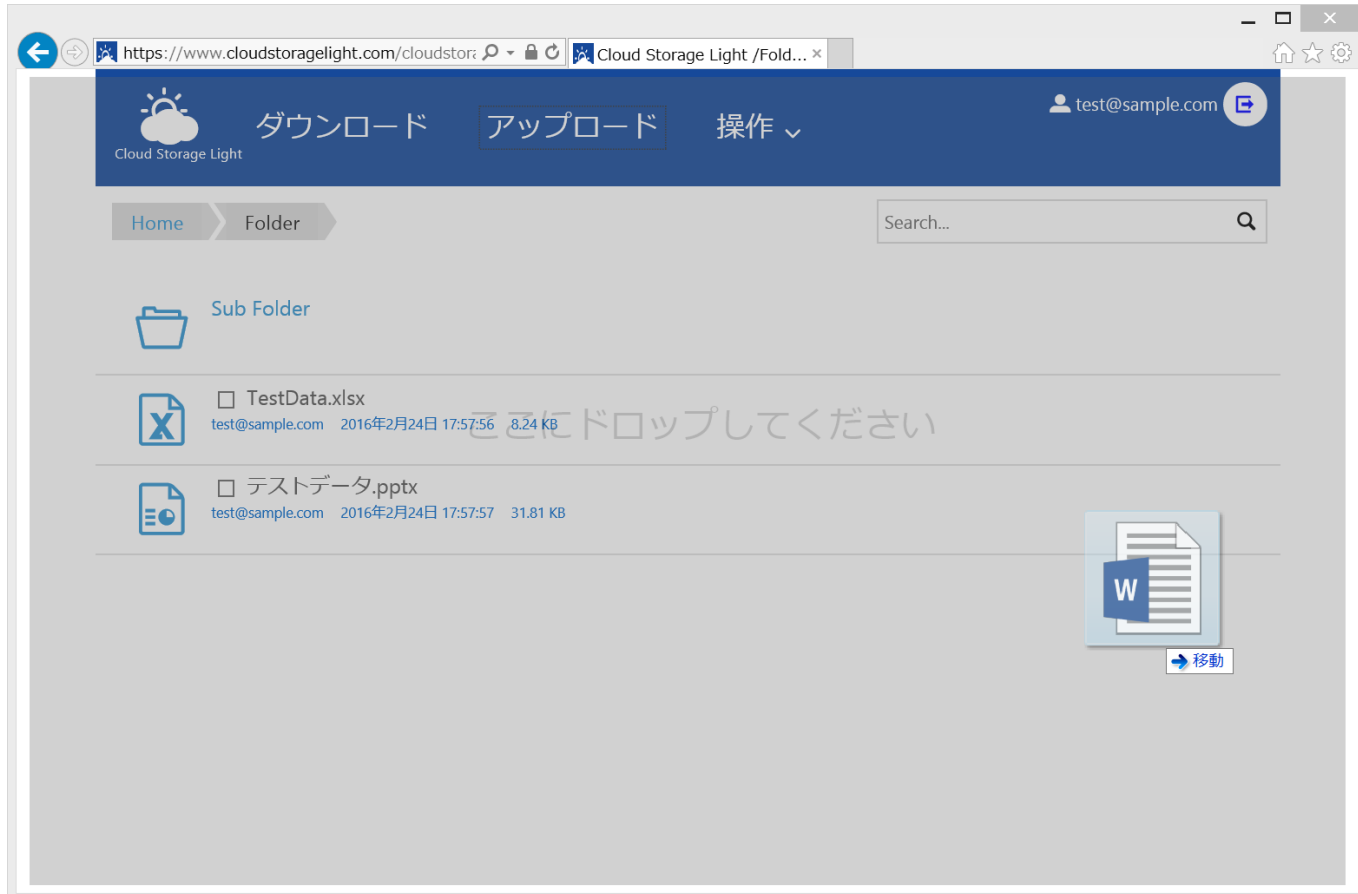 https://www.cloudstoragelight.com/cloudstora
Cloud Storage Light /Fold...
Cloud Storage Light
ダウンロード
アップロード
操作
test@sample.com
Home
Folder
Search...
Sub Folder
TestData.xlsx
test@sample.com 2016年2月24日 17:57:56 8.24 KB
ここにドロップしてください
テストデータ.pptx
test@sample.com 2016年2月24日 17:57:57 31.81 KB
W
移動